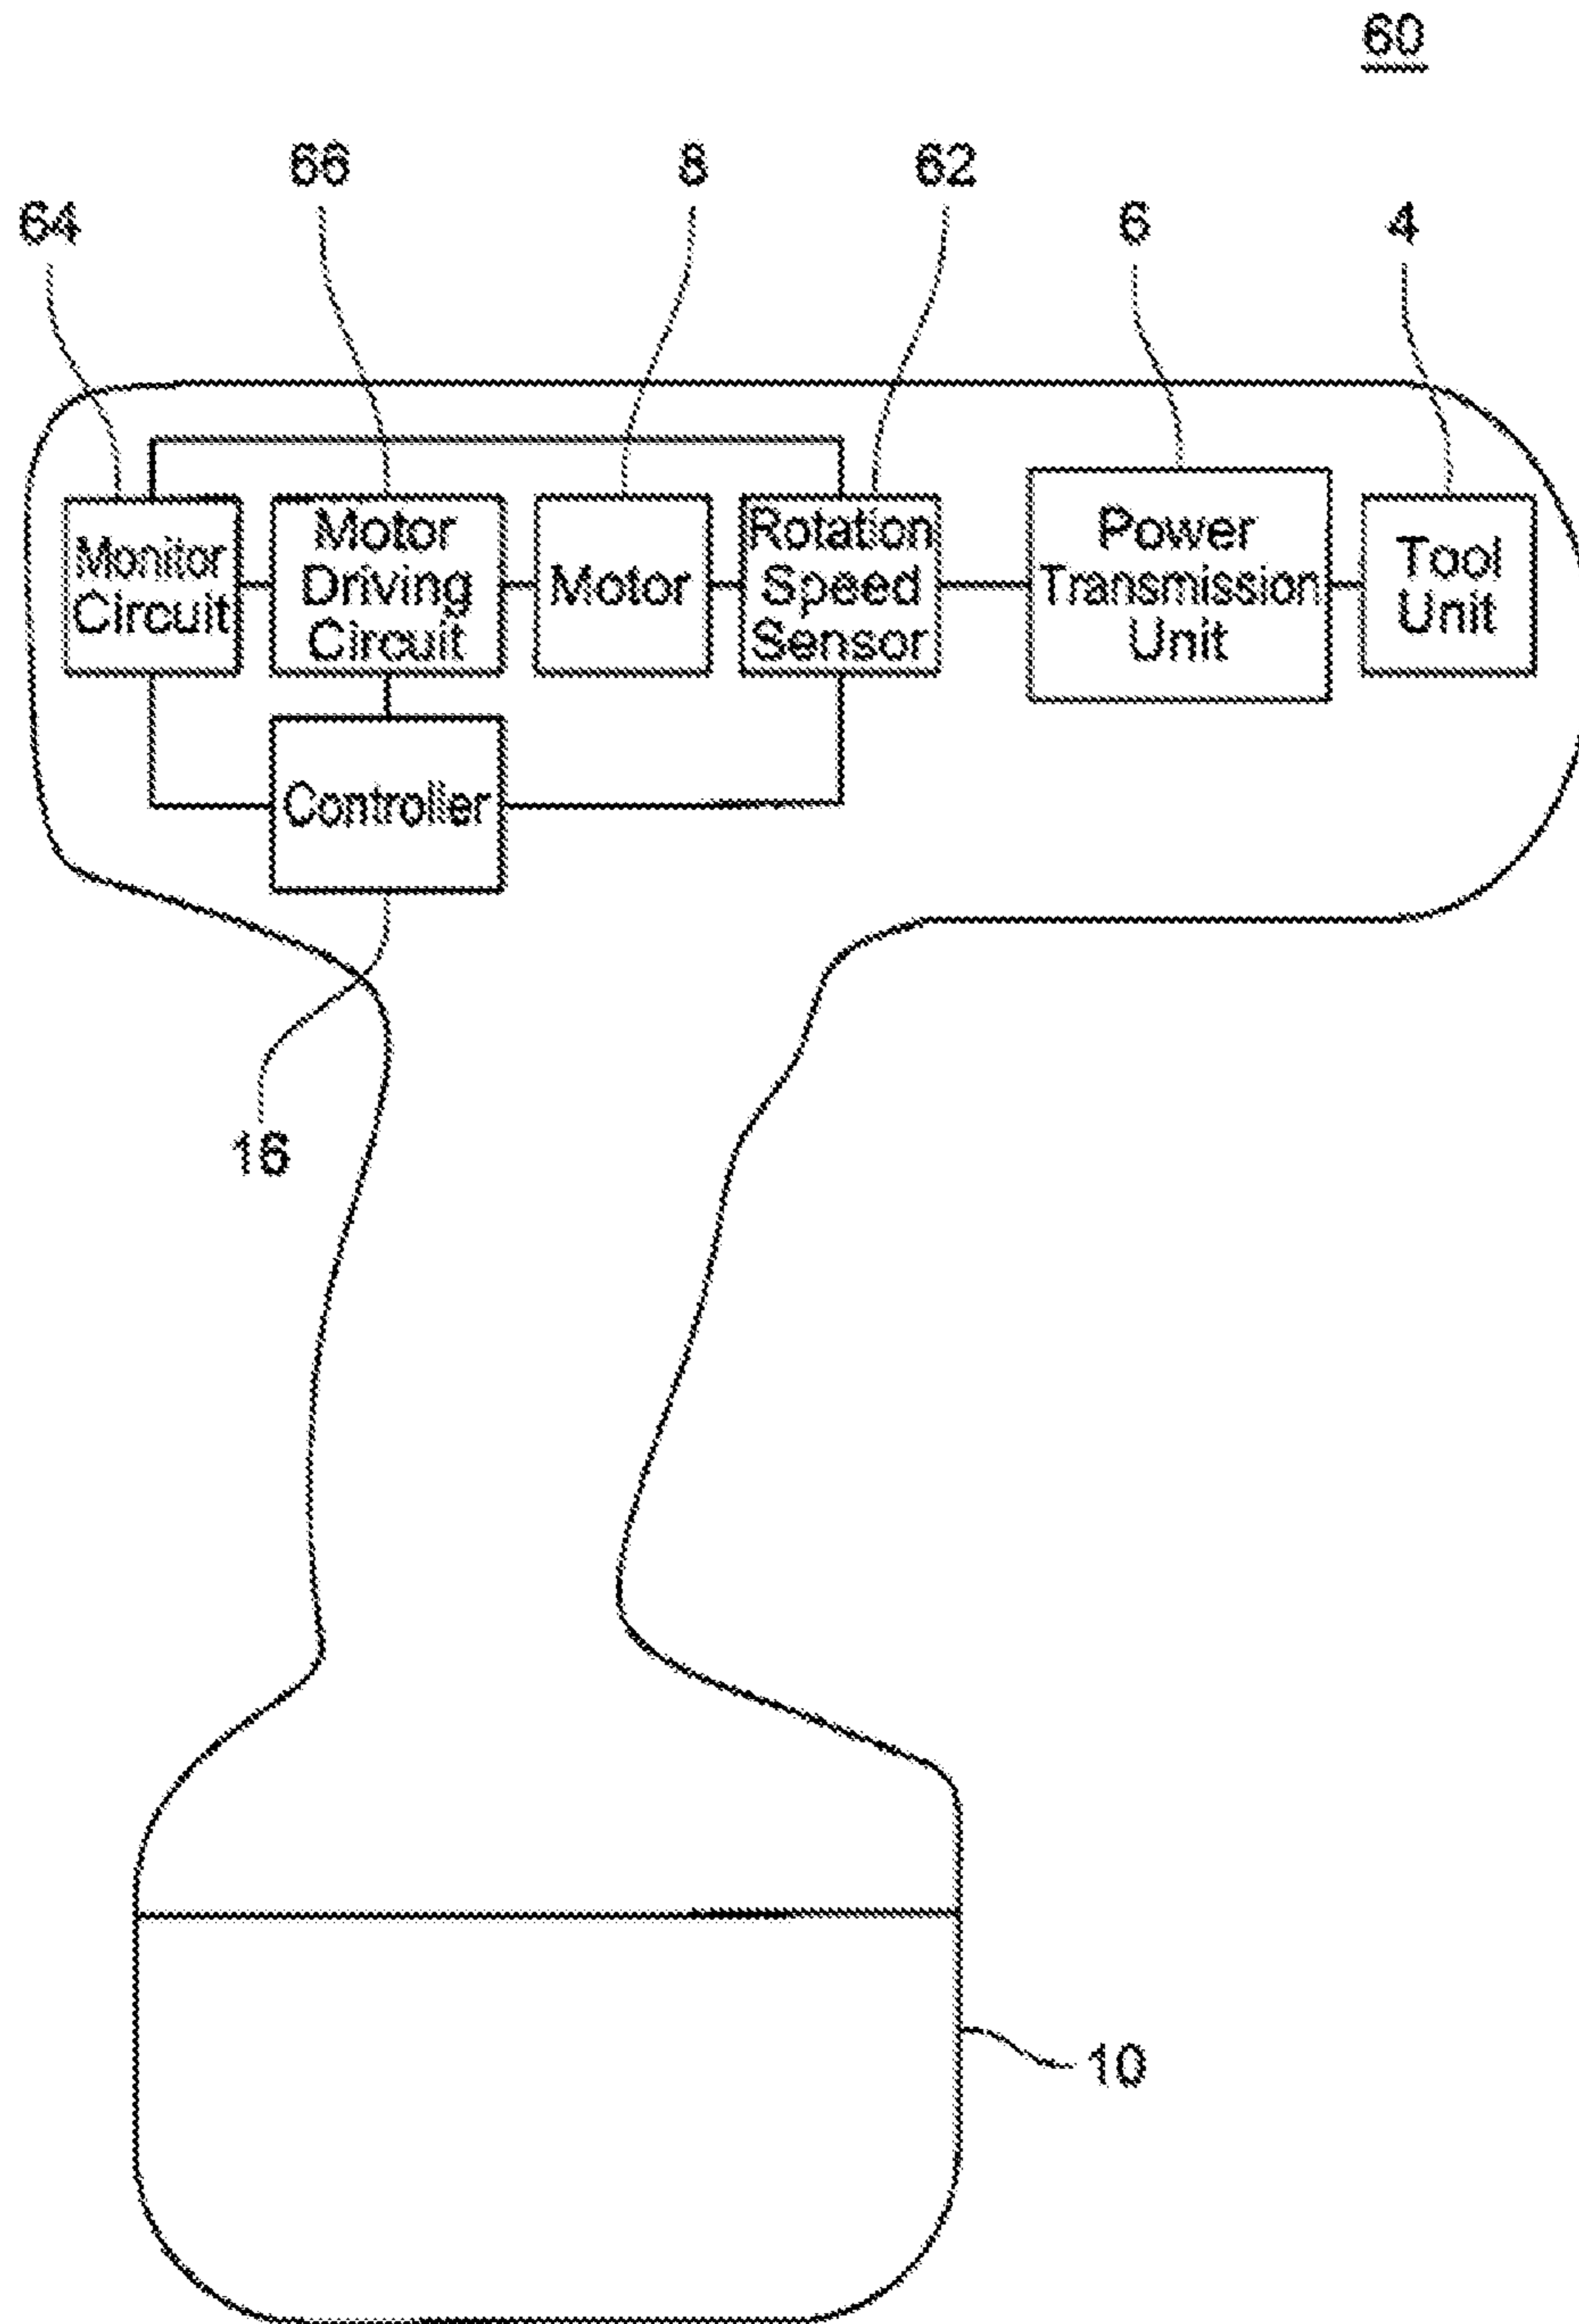 60
66
8
62
64
6
4
Monitor
Circuit
Motor
Driving
Circuit
Motor
Rotation
Speed
Sensor
Power
Transmission
Unit
Tool
Unit
Controller
16
10